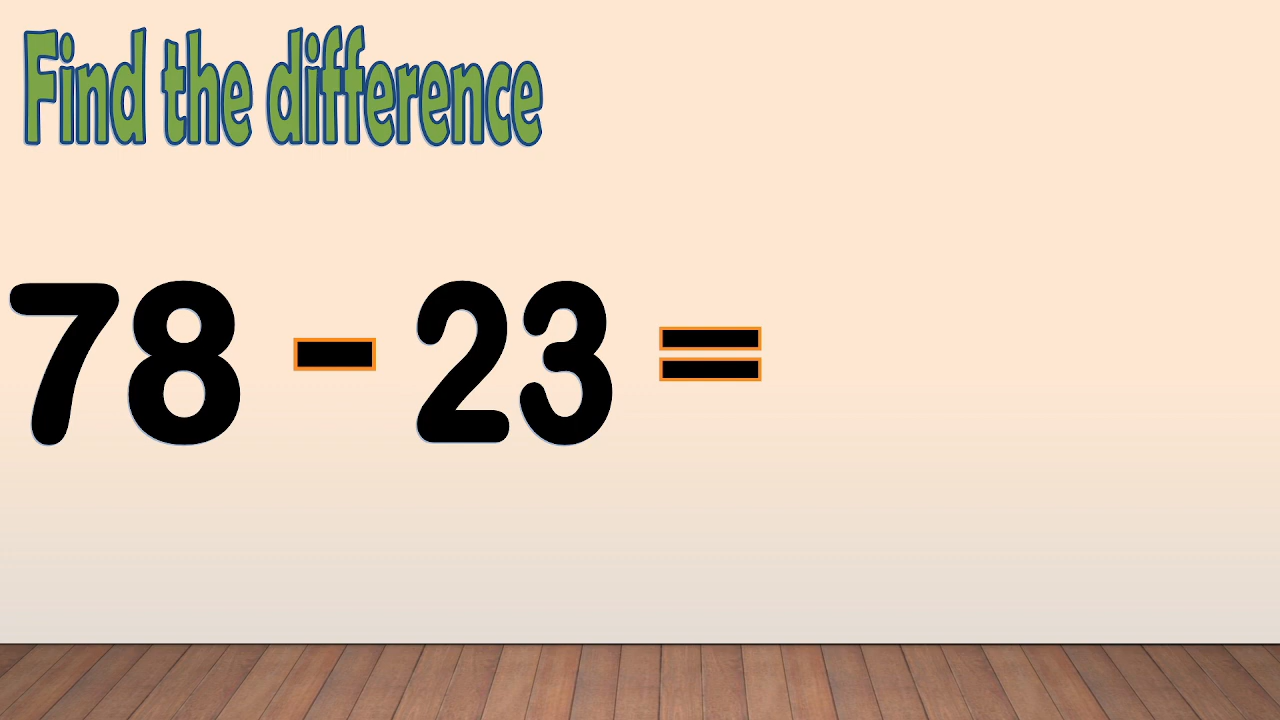 Find the difference
78 - 23 =